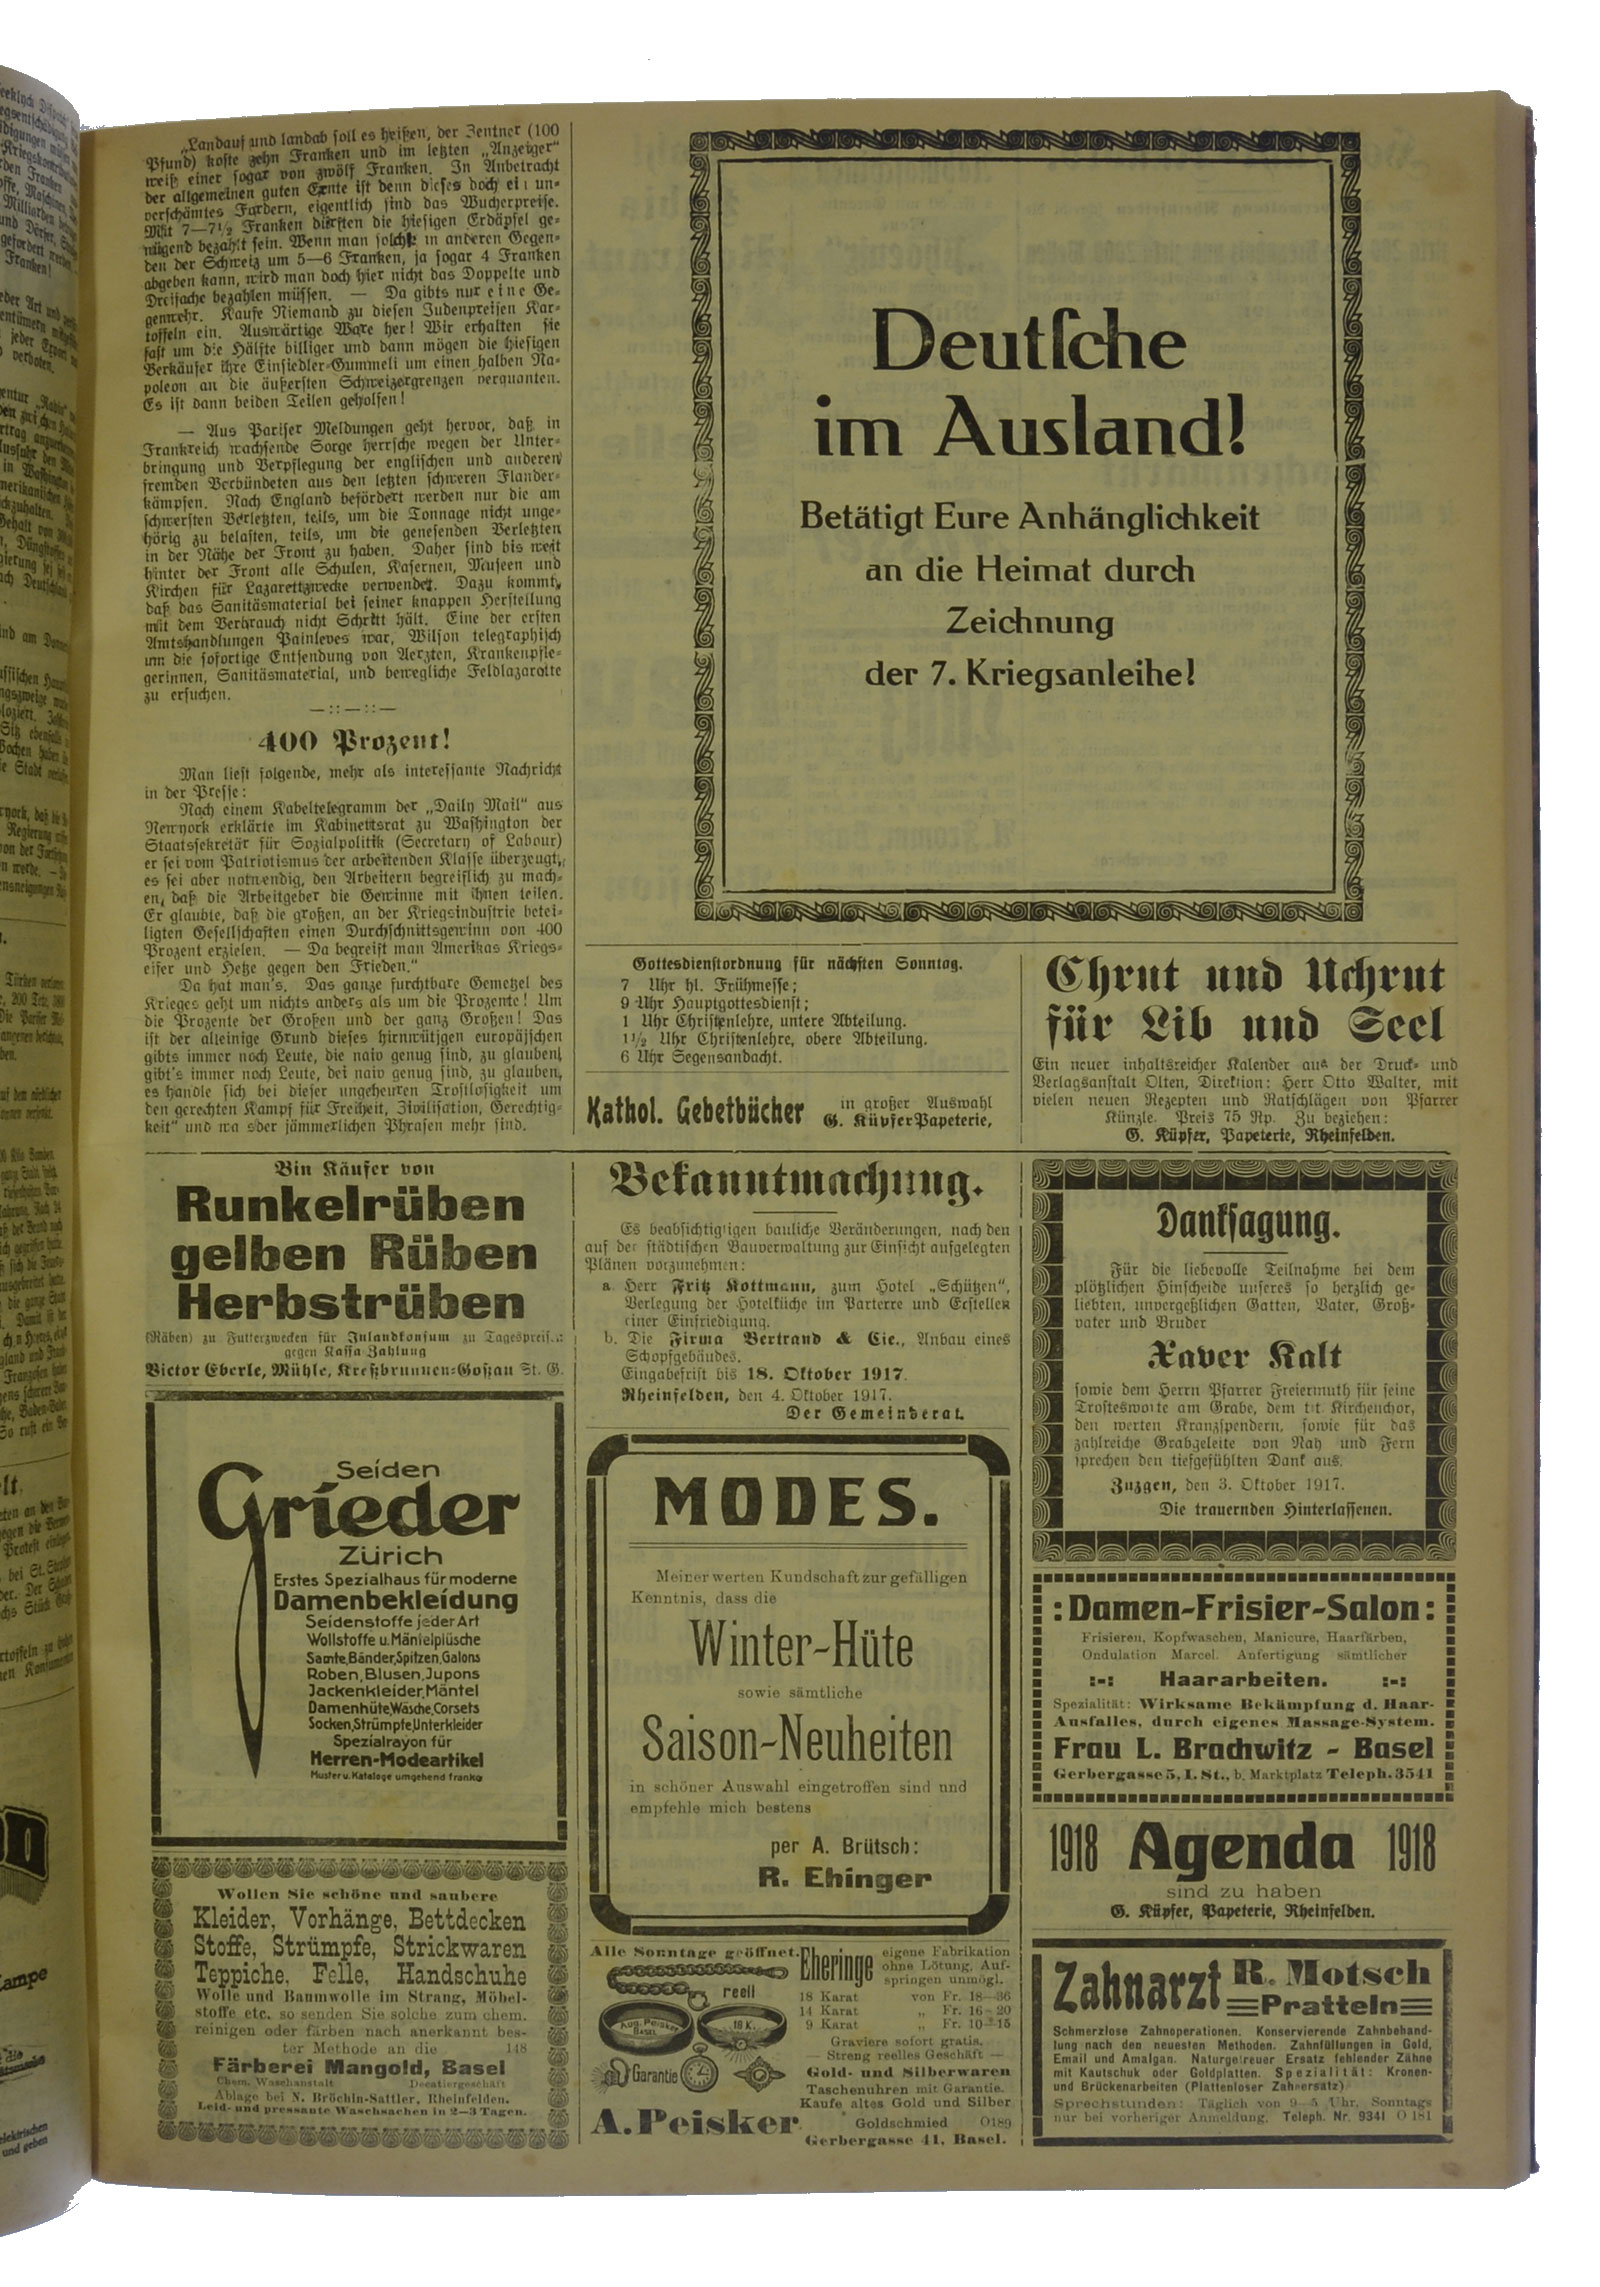 „Landauf und landab soll es heißen, der Zentner (100
Pfund) koste zehn Franken und im letzten „Anzeiger“
weiß einer sogar von zwölf Franken. In Anbetracht
der allgemeinen guten Ernte ist denn dieses doch ein un-
verschämtes Fordern, eigentlich sind das Wucherpreise.
Mit 7—7½ Franken dürften die hiesigen Erdäpfel ge-
nügend bezahlt sein. Wenn man solche in anderen Gegen-
den der Schweiz um 5—6 Franken, ja sogar 4 Franken
abgeben kann, wird man doch hier nicht das Doppelte und
Dreifache bezahlen müssen. — Da gibts nur eine Ge-
genwehr. Kaufe Niemand zu diesen Judenpreisen Kar-
toffeln ein. Auswärtige Ware her! Wir erhalten sie
fast um die Hälfte billiger und dann mögen die hiesigen
Verkäufer ihre Einsiedler-Gummeli um einen halben Na-
poleon an die äußersten Schweizergrenzen verquanten.
Es ist dann beiden Teilen geholfen!
— Aus Pariser Meldungen geht hervor, daß in
Frankreich wachsende Sorge herrsche wegen der Unter-
bringung und Verpflegung der englischen und anderen
fremden Verbündeten aus den letzten schweren Flander-
kämpfen. Nach England befördert werden nur die am
schwersten Verletzten, teils, um die Tonnage nicht unge-
hörig zu belasten, teils, um die genesenden Verletzten
in der Nähe der Front zu haben. Daher sind bis weit
hinter der Front alle Schulen, Kasernen, Museen und
Kirchen für Lazarettzwecke verwendet. Dazu kommt,
daß das Sanitäsmaterial bei seiner knappen Herstellung
mit dem Verbrauch nicht Schritt hält. Eine der ersten
Amtshandlungen Painleves war, Wilson telegraphisch
um die sofortige Entsendung von Aerzten, Krankenpfle-
gerinnen, Sanitäsmaterial, und bewegliche Feldlazarotte
zu ersuchen.
—::—::—
400 Prozent!
Man liest folgende, mehr als interessante Nachricht
in der Presse:
Nach einem Kabeltelegramm der „Daily Mail“ aus
Newyork erklärte im Kabinettsrat zu Washington der
Staatssekretär für Sozialpolitik (Secretary of Labour)
er sei vom Patriotismus der arbeitenden Klasse überzeugt,
es sei aber notwendig, den Arbeitern begreiflich zu mach-
en, daß die Arbeitgeber die Gewinne mit ihnen teilen.
Er glaubte, daß die großen, an der Kriegsindustrie betei-
ligten Gesellschaften einen Durchschnittsgewinn von 400
Prozent erzielen. — Da begreift man Amerikas Kriegs-
eifer und Hetze gegen den Frieden.“
Da hat man's. Das ganze furchtbare Gemetzel des
Krieges geht um nichts anders als um die Prozente! Um
die Prozente der Großen und der ganz Großen! Das
ist der alleinige Grund dieses hirnwütjgen europäjschen
gibts immer noch Leute, die naiv genug sind, zu glauben,
gibt's immer noch Leute, dei naiv genug sind, zu glauben,
es handle sich bei dieser ungeheuren Trostlosigkeit um
den gerechten Kampf für Freiheit, Zivilisation, Gerechtig-
keit“ und wa sder jämmerlichen Phrasen mehr sind.
Deutsche
im Ausland!
Betätigt Eure Anhänglichkeit
an die Heimat durch
Zeichnung
der 7. Kriegsanleihe!
Gottesdienstordnung für nächsten Sonntag.
7 Uhr hl. Frühmesse;
9 Uhr Hauptgottesdienst;
1 Uhr Christenlehre, untere Abteilung.
1½ Uhr Christenlehre, obere Abteilung.
6 Uhr Segensandacht.
Kathol. Gebetbücher in großer Auswahl
G. Küpfer Papeterie,
Chrut und Uchrut
für Lib und Seel
Ein neuer inhaltsreicher Kalender aus der Druck- und
Verlagsanstalt Olten, Direktion: Herr Otto Walter, mit
vielen neuen Rezepten und Ratschlägen von Pfarrer
Künzle. Preis 75 Rp. Zu beziehen:
G. Küpfer, Papeterie, Rheinfelden.
Bin Käufer von
Runkelrüben
gelben Rüben
Herbstrüben
(Räben) zu Futterzwecken für Inlandkonsum zu Tagespreisen
gegen Kassa Zahlung
Victor Eberle, Mühle, Kreßbrunnen-Goßau St. G.
Seiden
Grieder
Zürich
Erstes Spezialhaus für moderne
Damenbekleidung
Seidenstoffe jeder Art
Wollstoffe u. Mäntelplüsche
Samte, Bänder, Spitzen, Galons
Roben, Blusen, Jupons
Jackenkleider, Mäntel
Damenhüte, Wäsche, Corsets
Socken, Strümpfe, Unterkleider
Spezialrayon für
Herren-Modeartikel
Muster u. Kataloge umgehend franko
Wollen Sie schöne und saubere
Kleider, Vorhänge, Bettdecken
Stoffe, Strümpfe, Strickwaren
Teppiche, Felle, Handschuhe
Wolle und Baumwolle im Strang, Möbel-
stoffe etc. so senden Sie solche zum chem.
reinigen oder färben nach anerkannt bes-
ter Methode an die 148
Färberei Mangold, Basel
Chem. Waschanstalt Decatiergeschäft
Ablage bei N. Bröchin-Sattler, Rheinfelden.
Leid- und pressante Waschsachen in 2—3 Tagen.
Bekanntmachung.
Es beabsichtigtigen bauliche Veränderungen, nach den
auf der städtischen Bauverwaltung zur Einsicht aufgelegten
Plänen vorzunehmen:
a. Herr Fritz Kottmann, zum Hotel „Schützen“,
Verlegung der Hotelküche im Parterre und Erstellen
einer Einfriedigung.
b. Die Firma Bertrand & Cie., Anbau eines
Schopfgebäudes.
Eingabefrist bis 18. Oktober 1917.
Rheinfelden, den 4. Oktober 1917.
Der Gemeinderat.
MODES.
Meiner werten Kundschaft zur gefälligen
Kenntnis, dass die
Winter-Hüte
sowie sämtliche
Saison-Neuheiten
in schöner Auswahl eingetroffen sind und
empfehle mich bestens
per A. Brütsch:
R. Ehinger
Alle Sonntage geöffnet.
reell
Aug. Peisker
BASEL
18 K.
Garantie
A. Peisker
Eheringe eigene Fabrikation
ohne Lötung, Auf-
springen unmögl.
18 Karat von Fr. 18—36
14 Karat „ Fr. 16—20
9 Karat „ Fr. 10—15
Graviere sofort gratis.
— Streng reelles Geschäft —
Gold- und Silberwaren
Taschenuhren mit Garantie.
Kaufe altes Gold und Silber
Goldschmied O189
Gerbergasse 41, Basel.
Danksagung.
Für die liebevolle Teilnahme bei dem
plötzlichen Hinscheide unseres so herzlich ge-
liebten, unvergeßlichen Gatten, Vater, Groß-
vater und Bruder
Xaver Kalt
sowie dem Herrn Pfarrer Freiermuth für seine
Trostesworte am Grabe, dem tit. Kirchenchor,
den werten Kranzspendern, sowie für das
zahlreiche Grabgeleite von Nah und Fern
sprechen den tiefgefühlten Dank aus.
Zuzgen, den 3. Oktober 1917.
Die trauernden Hinterlassenen.
:Damen-Frisier-Salon:
Frisieren, Kopfwaschen, Manicure, Haarfärben,
Ondulation Marcel. Anfertigung sämtlicher
:-: Haararbeiten. :-:
Spezialität: Wirksame Bekämpfung d. Haar-
Ausfalles, durch eigenes Massage-System.
Frau L. Brachwitz - Basel
Gerbergasse 5, I. St., b. Marktplatz Teleph. 3541
1918 Agenda 1918
sind zu haben
G. Küpfer, Papeterie, Rheinfelden.
Zahnarzt R. Motsch
Pratteln
Schmerzlose Zahnoperationen. Konservierende Zahnbehand-
lung nach den neuesten Methoden. Zahnfüllungen in Gold,
Email und Amalgan. Naturgetreuer Ersatz fehlender Zähne
mit Kautschuk oder Goldplatten. Spezialität: Kronen-
und Brückenarbeiten (Plattenloser Zahnersatz)
Sprechstunden: Täglich von 9—5 Uhr, Sonntags
nur bei vorheriger Anmeldung. Teleph. Nr. 9341 O 181